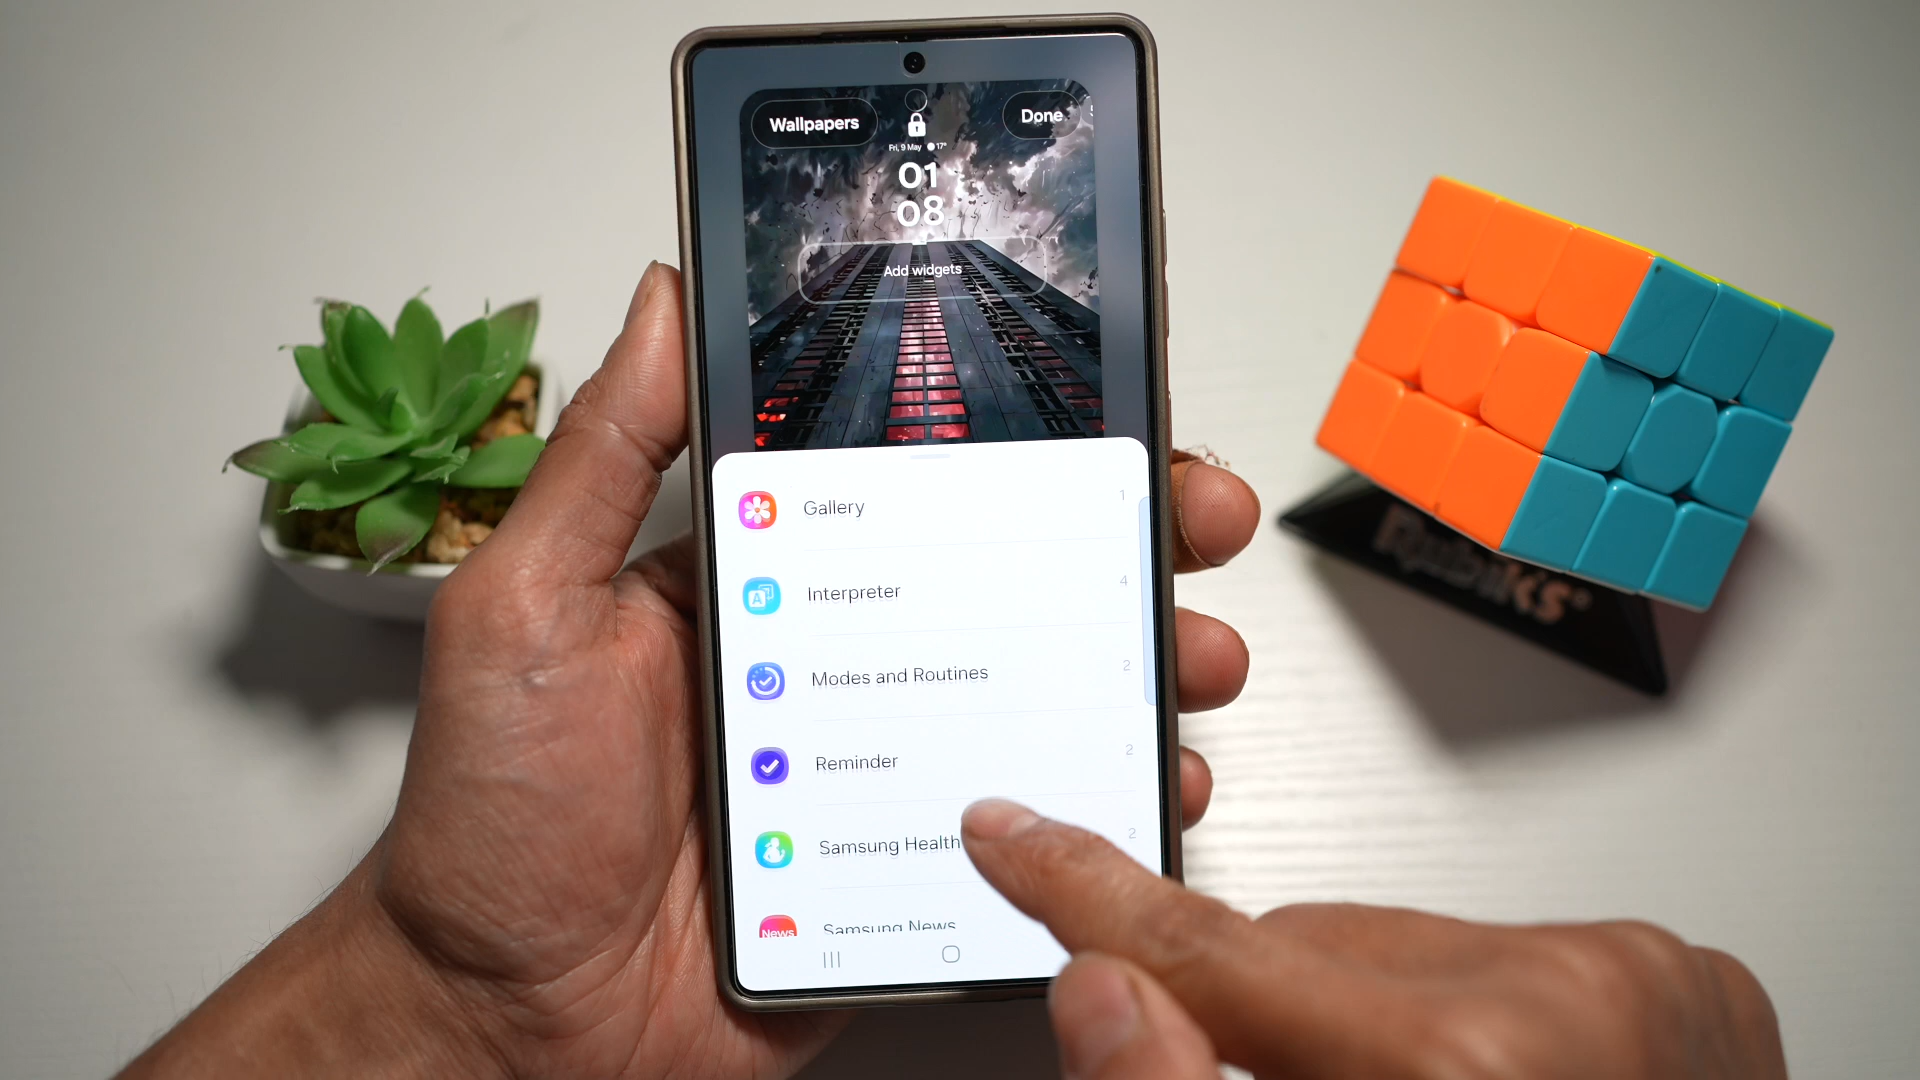 Wallpapers
Done
Fri, 9 May 17°
01
08
Add widgets
Gallery 1
Interpreter 4
Modes and Routines 2
Reminder 2
Samsung Health 2
News Samsung News
Rubik's®